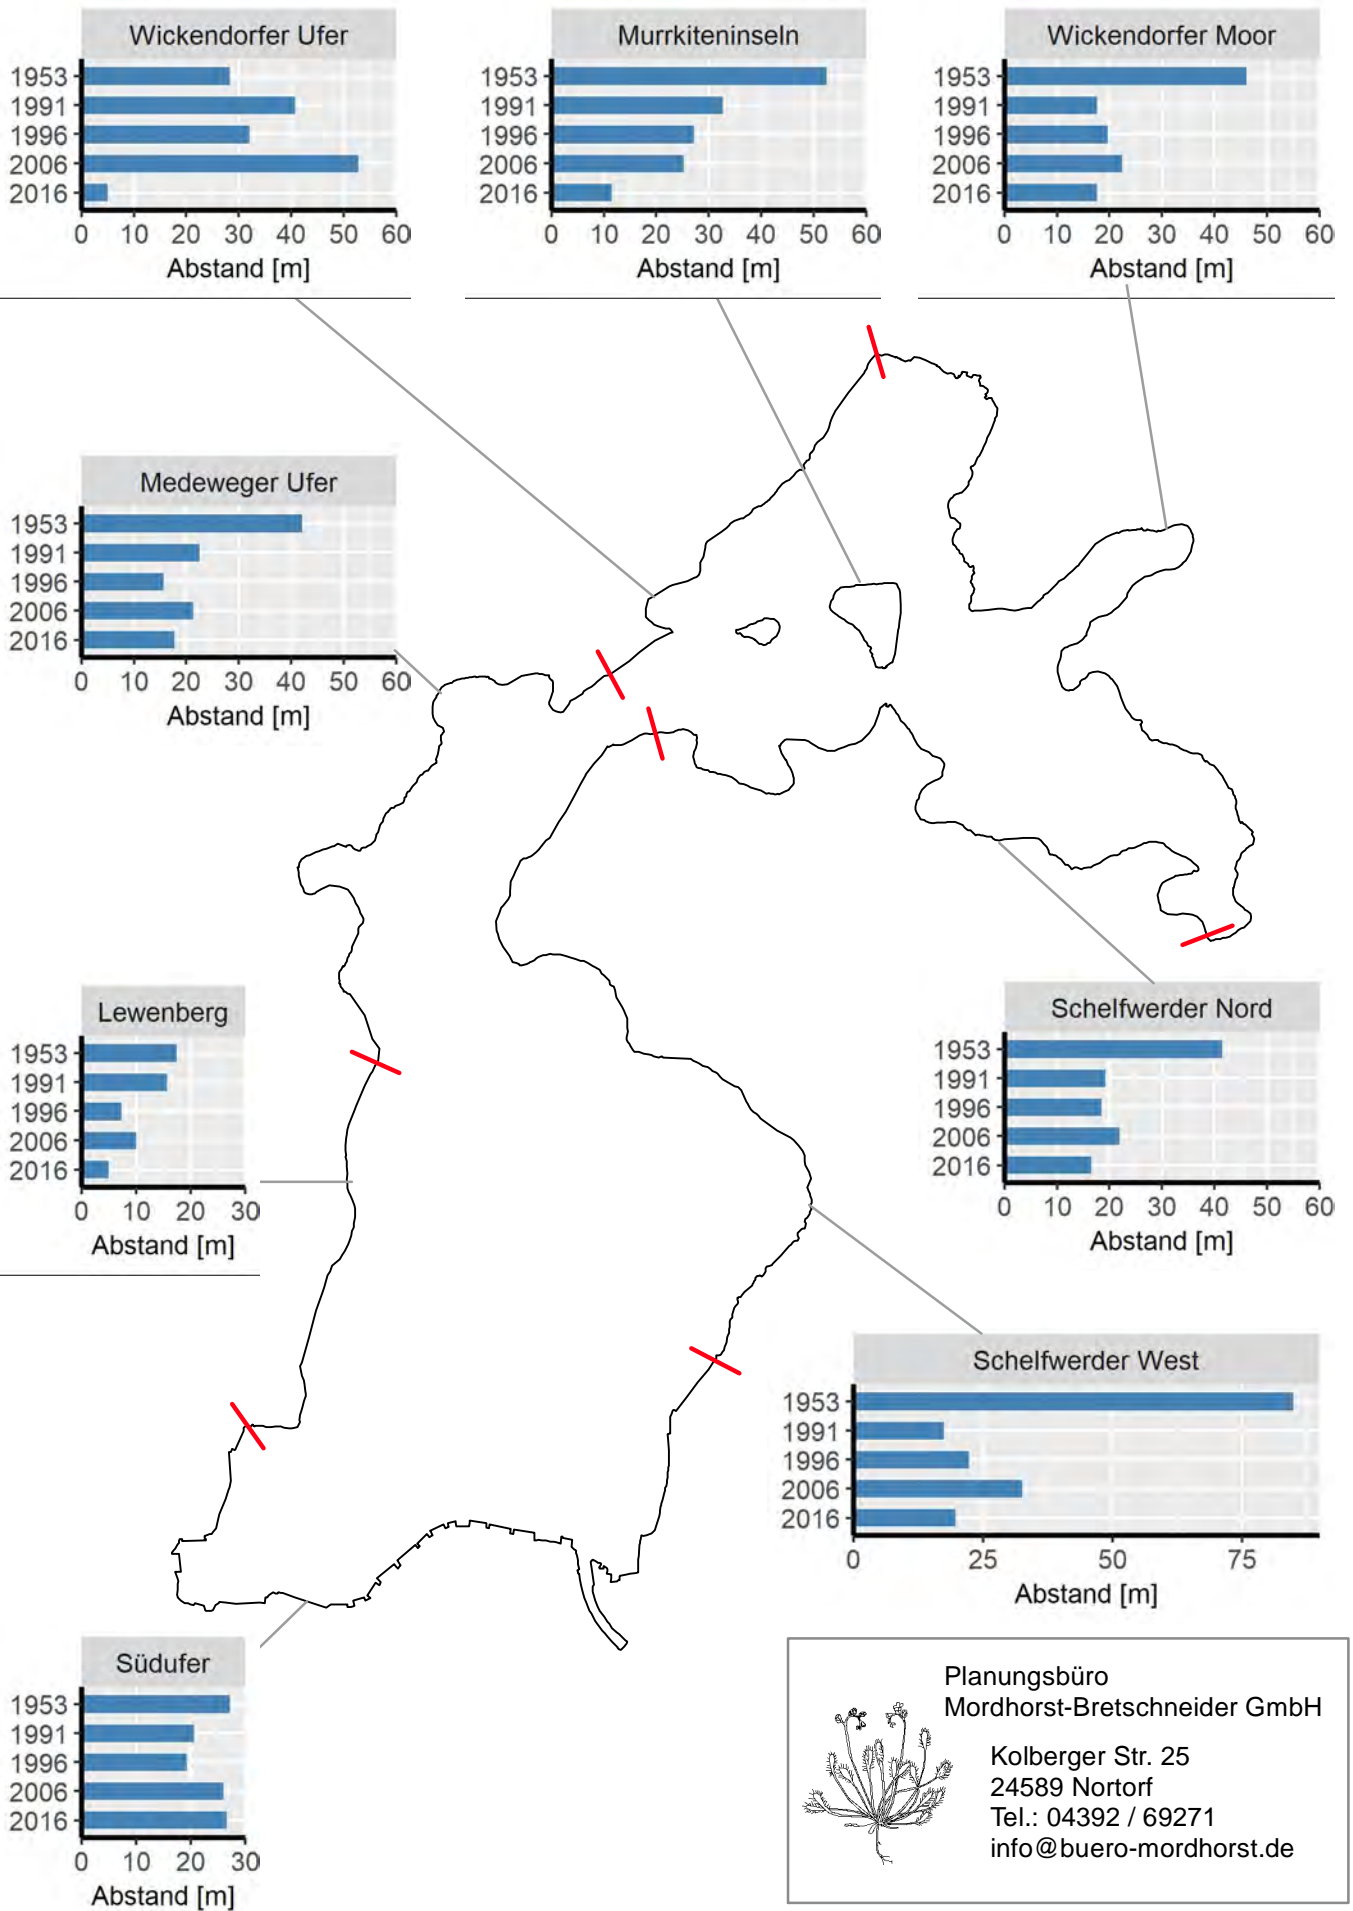 Wickendorfer Ufer
1953
1991
1996
2006
2016
0 10 20 30 40 50 60
Abstand [m]
Murrkiteninseln
1953
1991
1996
2006
2016
0 10 20 30 40 50 60
Abstand [m]
Wickendorfer Moor
1953
1991
1996
2006
2016
0 10 20 30 40 50 60
Abstand [m]
Medeweger Ufer
1953
1991
1996
2006
2016
0 10 20 30 40 50 60
Abstand [m]
Lewenberg
1953
1991
1996
2006
2016
0 10 20 30
Abstand [m]
Schelfwerder Nord
1953
1991
1996
2006
2016
0 10 20 30 40 50 60
Abstand [m]
Schelfwerder West
1953
1991
1996
2006
2016
0 25 50 75
Abstand [m]
Südufer
1953
1991
1996
2006
2016
0 10 20 30
Abstand [m]
Planungsbüro
Mordhorst-Bretschneider GmbH
Kolberger Str. 25
24589 Nortorf
Tel.: 04392 / 69271
info@buero-mordhorst.de